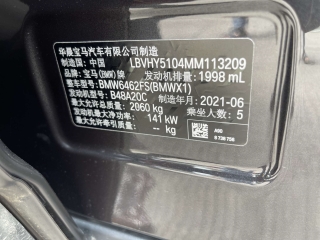 华晨宝马汽车有限公司制造
制造国：中国 LBVHY5104MM113209
品牌：宝马(BMW)牌 发动机排量：1998 mL
整车型号：BMW6462FS(BMWX1)
发动机型号：B48A20C 制造年月：2021-06
最大允许总质量：2060 kg 乘坐人数：5
发动机最大净功率：141 kW
最大允许牵引质量：— kg